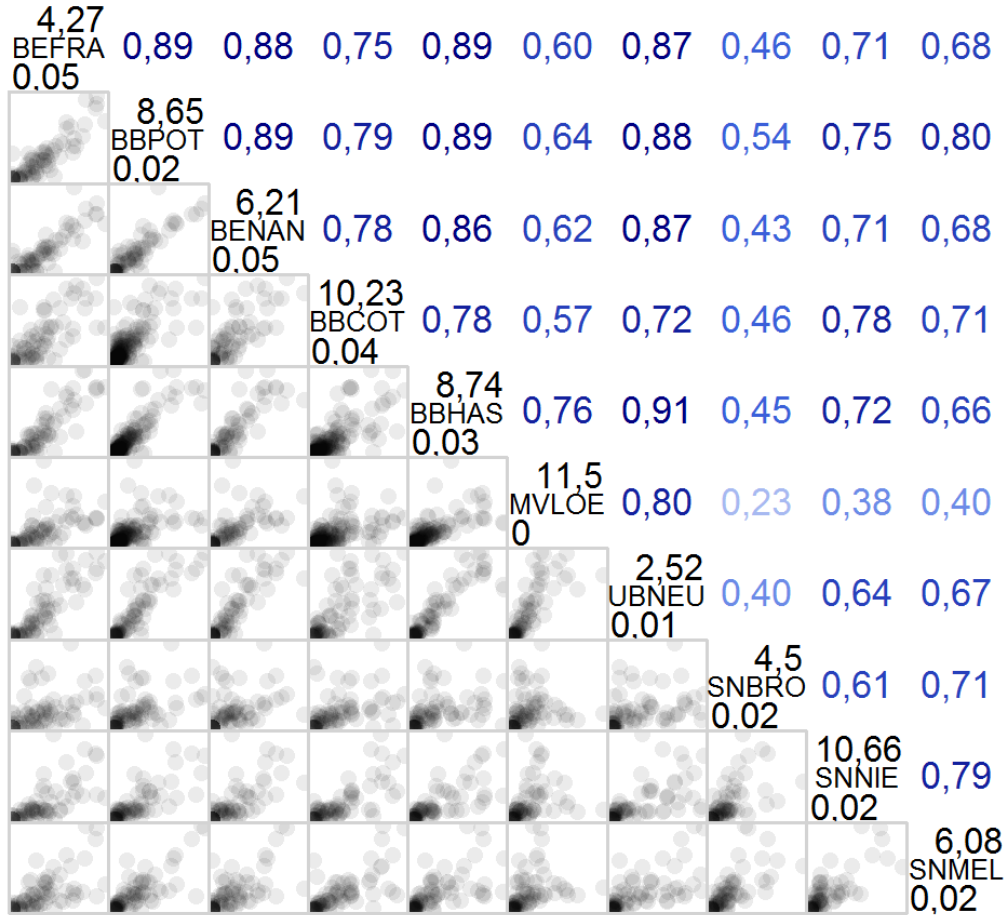 4,27
BEFRA 0,89 0,88 0,75 0,89 0,60 0,87 0,46 0,71 0,68
0,05
8,65
BBPOT 0,89 0,79 0,89 0,64 0,88 0,54 0,75 0,80
0,02
6,21
BENAN 0,78 0,86 0,62 0,87 0,43 0,71 0,68
0,05
10,23
BBCOT 0,78 0,57 0,72 0,46 0,78 0,71
0,04
8,74
BBHAS 0,76 0,91 0,45 0,72 0,66
0,03
11,5
MVLOE 0,80 0,23 0,38 0,40
0
2,52
UBNEU 0,40 0,64 0,67
0,01
4,5
SNBRO 0,61 0,71
0,02
10,66
SNNIE 0,79
0,02
6,08
SNMEL
0,02